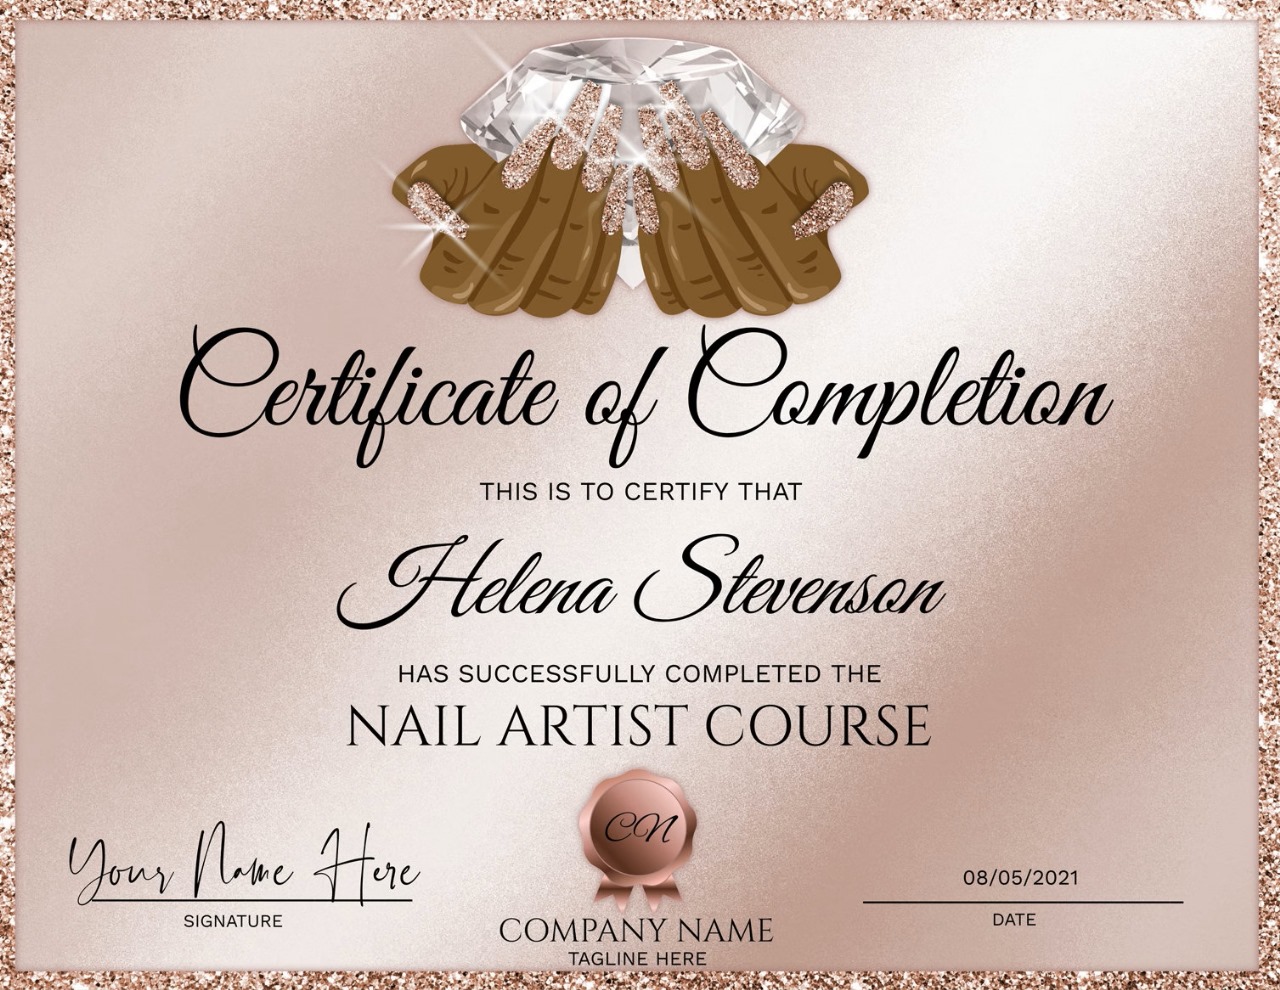 Certificate of Completion
THIS IS TO CERTIFY THAT
Helena Stevenson
HAS SUCCESSFULLY COMPLETED THE
NAIL ARTIST COURSE
CN
Your Name Here
SIGNATURE
COMPANY NAME
TAGLINE HERE
08/05/2021
DATE